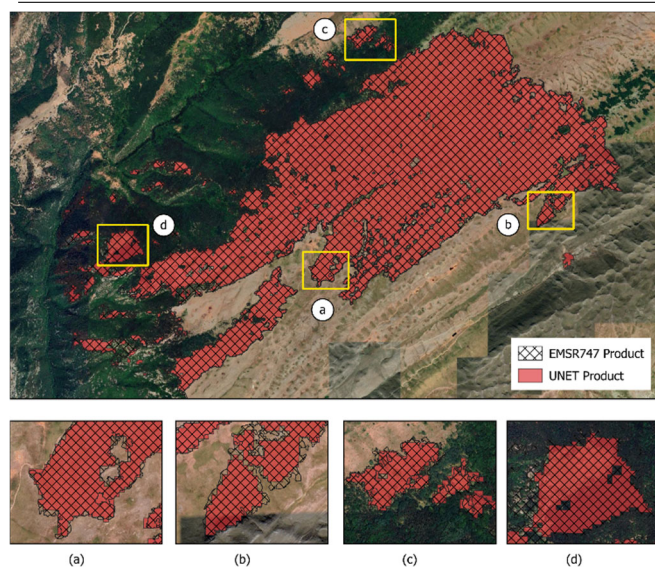 c
d
b
a
EMSR747 Product
UNET Product
(a)
(b)
(c)
(d)